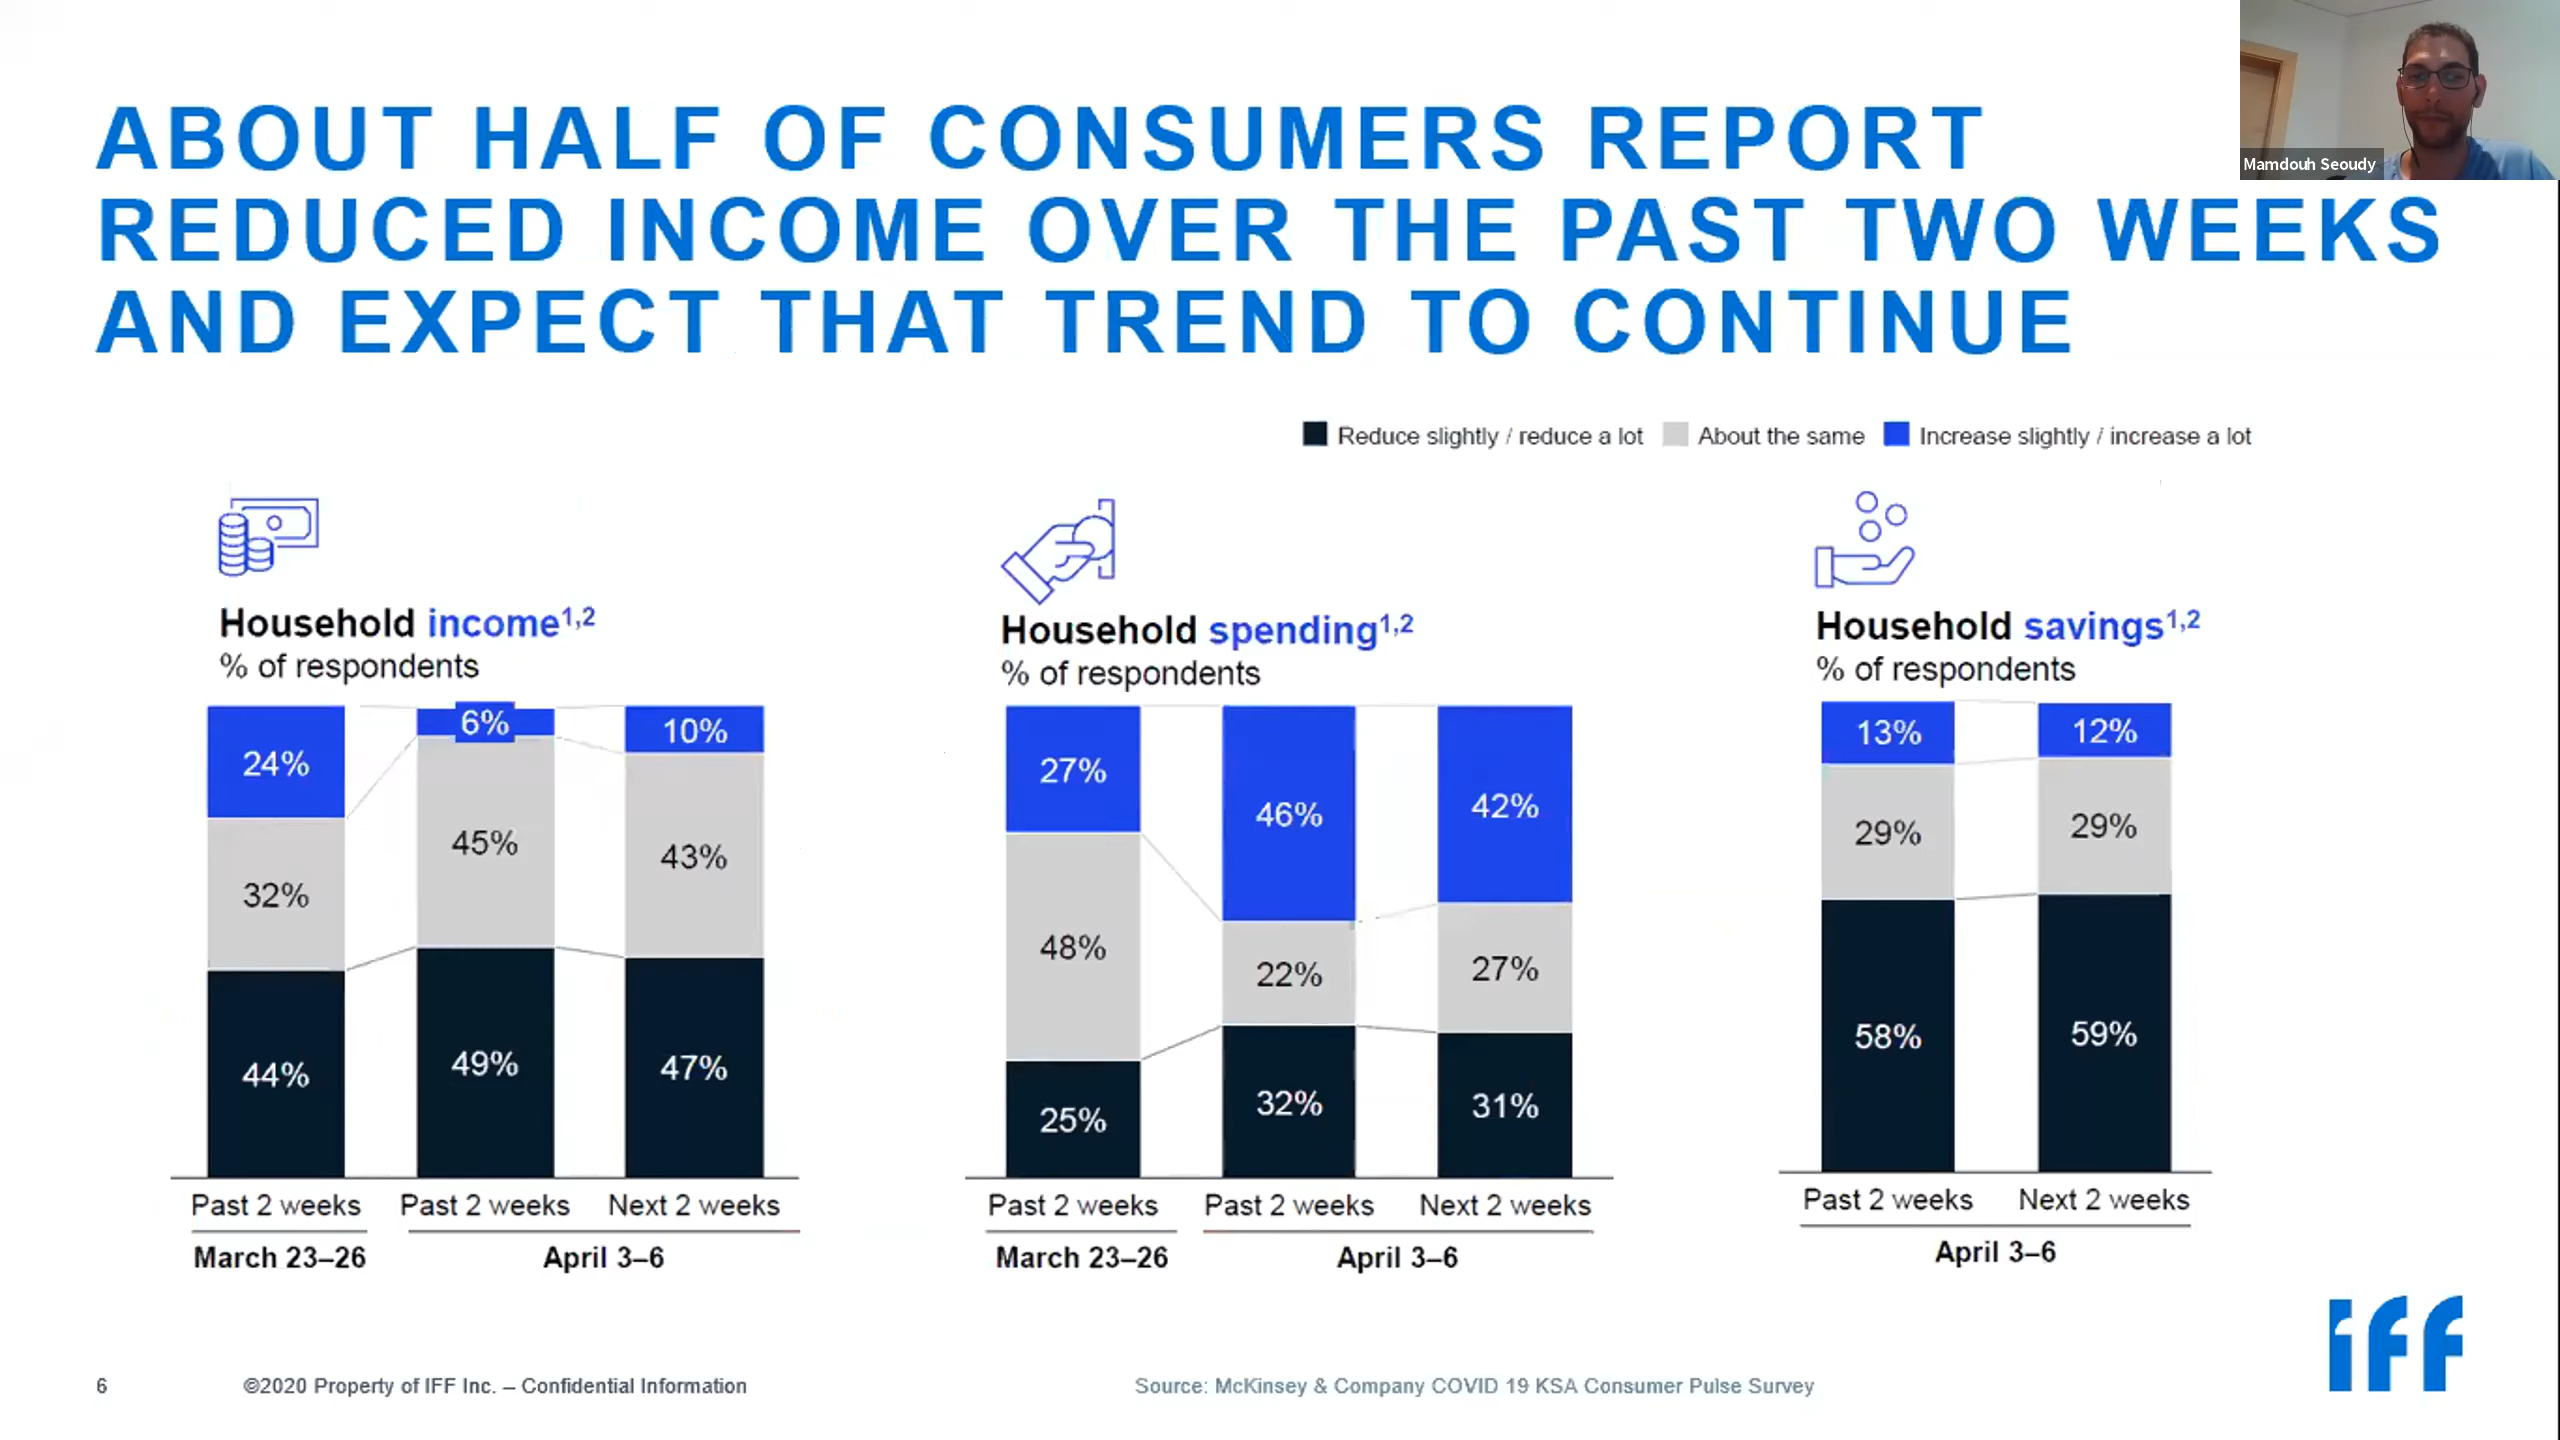 Mamdouh Seoudy
ABOUT HALF OF CONSUMERS REPORT
REDUCED INCOME OVER THE PAST TWO WEEKS
AND EXPECT THAT TREND TO CONTINUE
Reduce slightly / reduce a lot About the same Increase slightly / increase a lot
Household income1,2
% of respondents
24% 6% 10%
32% 45% 43%
44% 49% 47%
Past 2 weeks Past 2 weeks Next 2 weeks
March 23–26 April 3–6
Household spending1,2
% of respondents
27% 46% 42%
48% 22% 27%
25% 32% 31%
Past 2 weeks Past 2 weeks Next 2 weeks
March 23–26 April 3–6
Household savings1,2
% of respondents
13% 12%
29% 29%
58% 59%
Past 2 weeks Next 2 weeks
April 3–6
iff
6 ©2020 Property of IFF Inc. – Confidential Information Source: McKinsey & Company COVID 19 KSA Consumer Pulse Survey